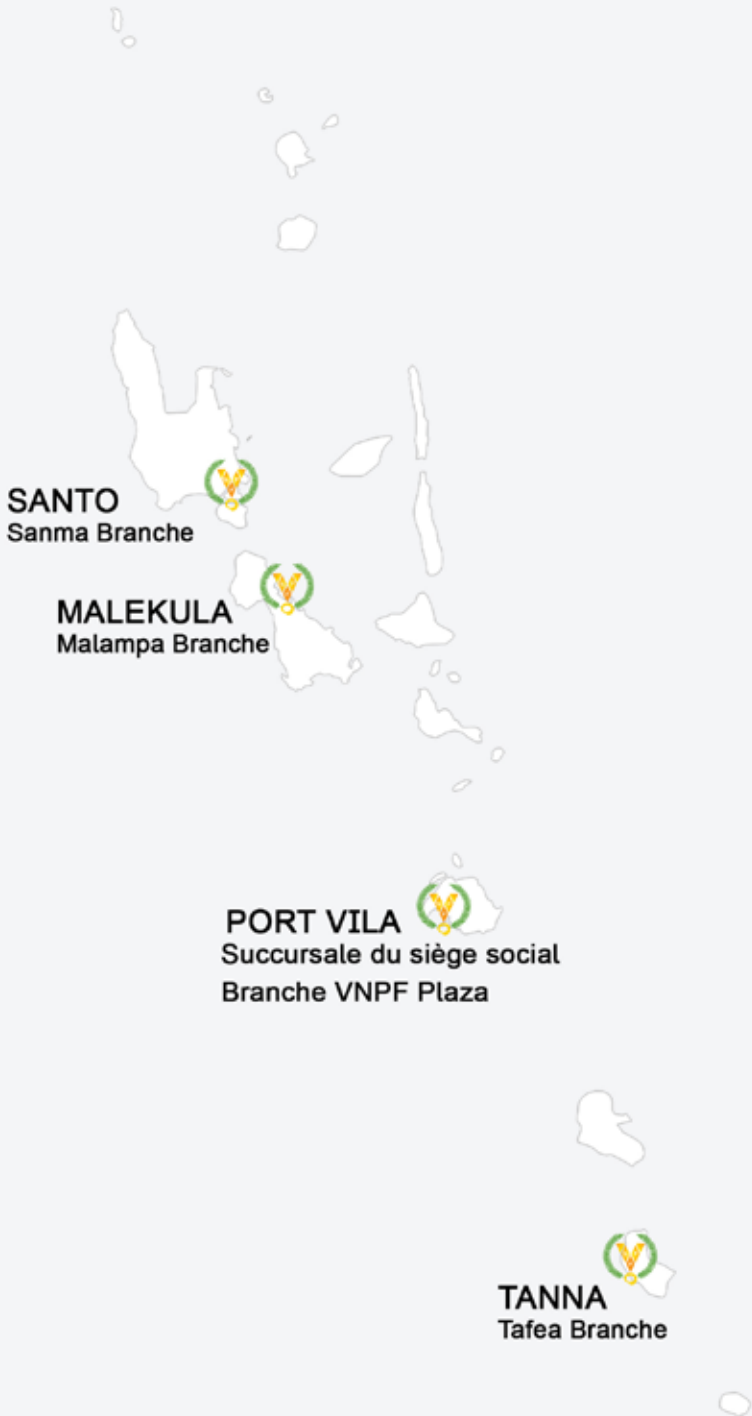 SANTO
Sanma Branche
MALEKULA
Malampa Branche
PORT VILA
Succursale du siège social
Branche VNPF Plaza
TANNA
Tafea Branche